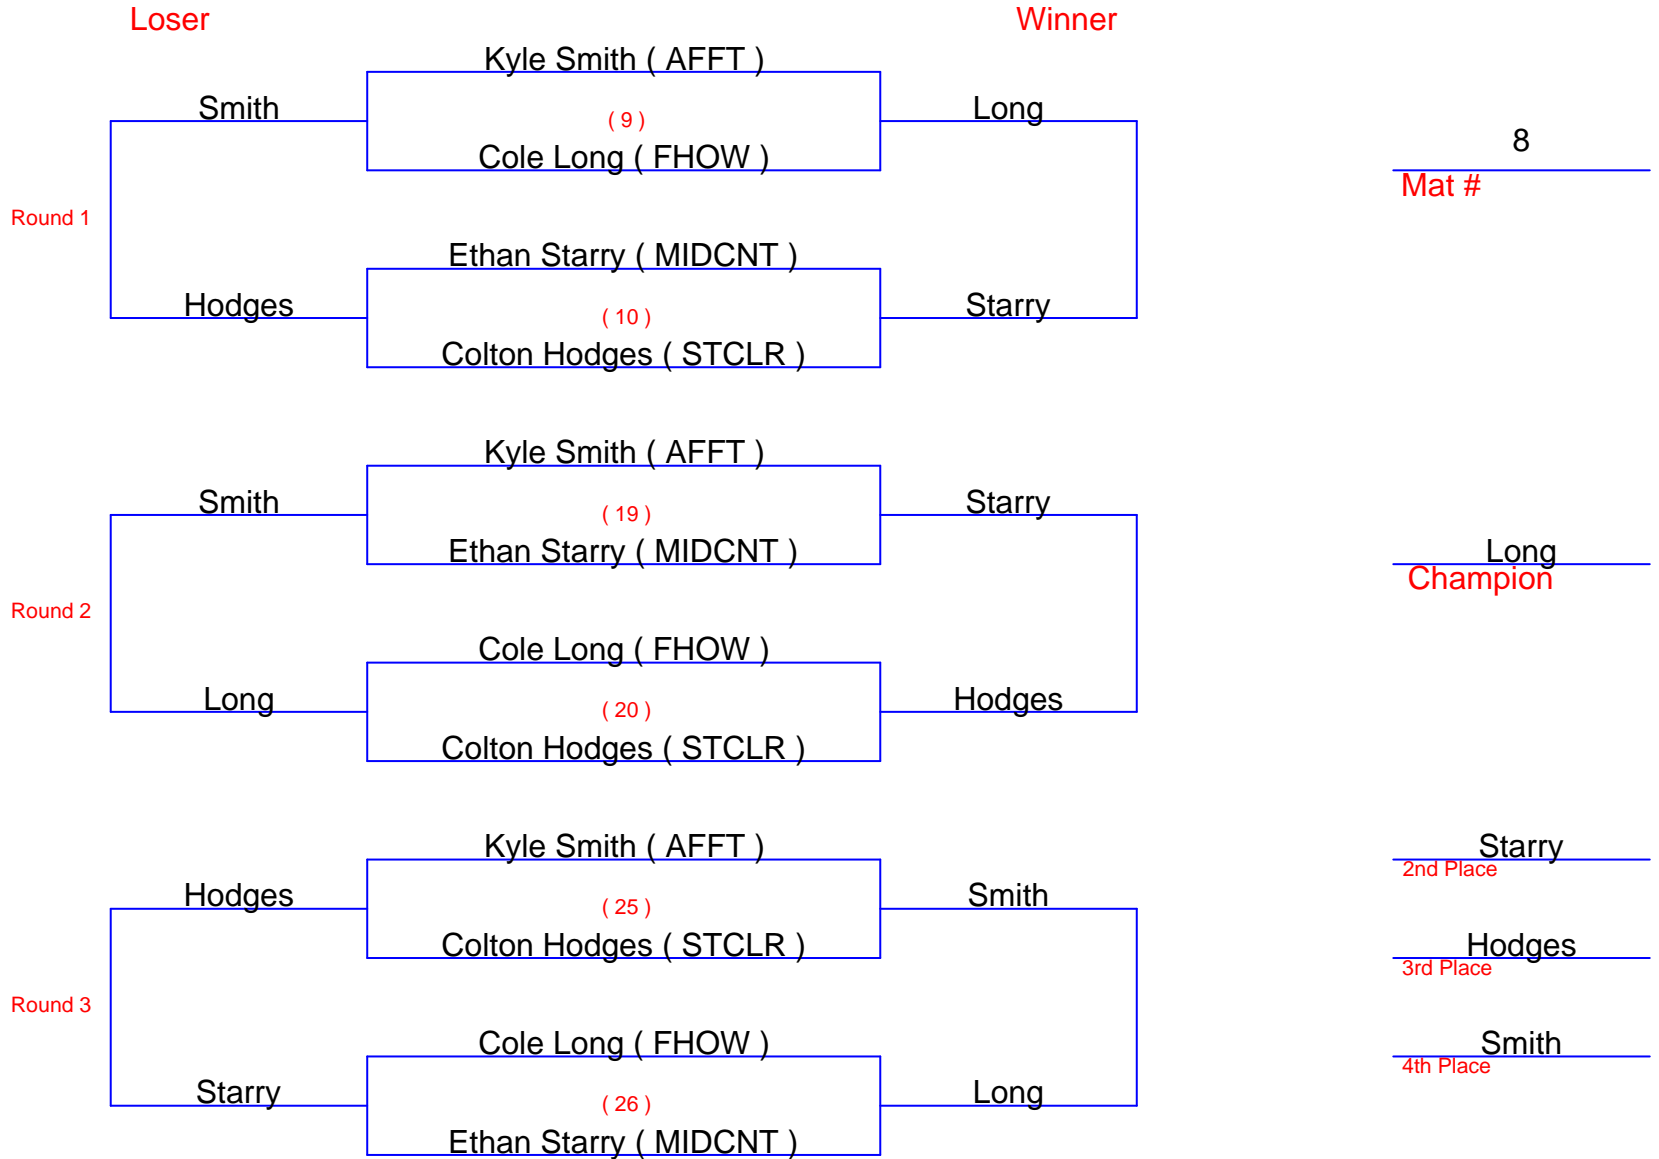 Loser
Winner
Kyle Smith ( AFFT )
Smith
( 9 )
Long
Cole Long ( FHOW )
8
Mat #
Round 1
Ethan Starry ( MIDCNT )
Hodges
( 10 )
Starry
Colton Hodges ( STCLR )
Kyle Smith ( AFFT )
Smith
( 19 )
Starry
Ethan Starry ( MIDCNT )
Long
Champion
Round 2
Cole Long ( FHOW )
Long
( 20 )
Hodges
Colton Hodges ( STCLR )
Kyle Smith ( AFFT )
Starry
2nd Place
Hodges
( 25 )
Smith
Colton Hodges ( STCLR )
Hodges
3rd Place
Round 3
Cole Long ( FHOW )
Smith
4th Place
Starry
( 26 )
Long
Ethan Starry ( MIDCNT )